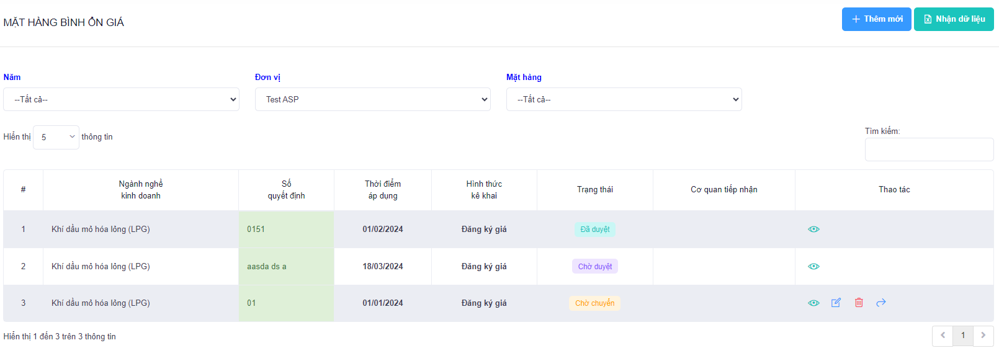 MẶT HÀNG BÌNH ỔN GIÁ
Thêm mới
Nhận dữ liệu
Năm
Đơn vị
Mặt hàng
--Tất cả--
Test ASP
--Tất cả--
Hiển thị 5 thông tin
Tìm kiếm:
#
Ngành nghề
kinh doanh
Số
quyết định
Thời điểm
áp dụng
Hình thức
kê khai
Trạng thái
Cơ quan tiếp nhận
Thao tác
1 Khí dầu mỏ hóa lỏng (LPG) 0151 01/02/2024 Đăng ký giá Đã duyệt
2 Khí dầu mỏ hóa lỏng (LPG) aasda ds a 18/03/2024 Đăng ký giá Chờ duyệt
3 Khí dầu mỏ hóa lỏng (LPG) 01 01/01/2024 Đăng ký giá Chờ chuyển
Hiển thị 1 đến 3 trên 3 thông tin
1